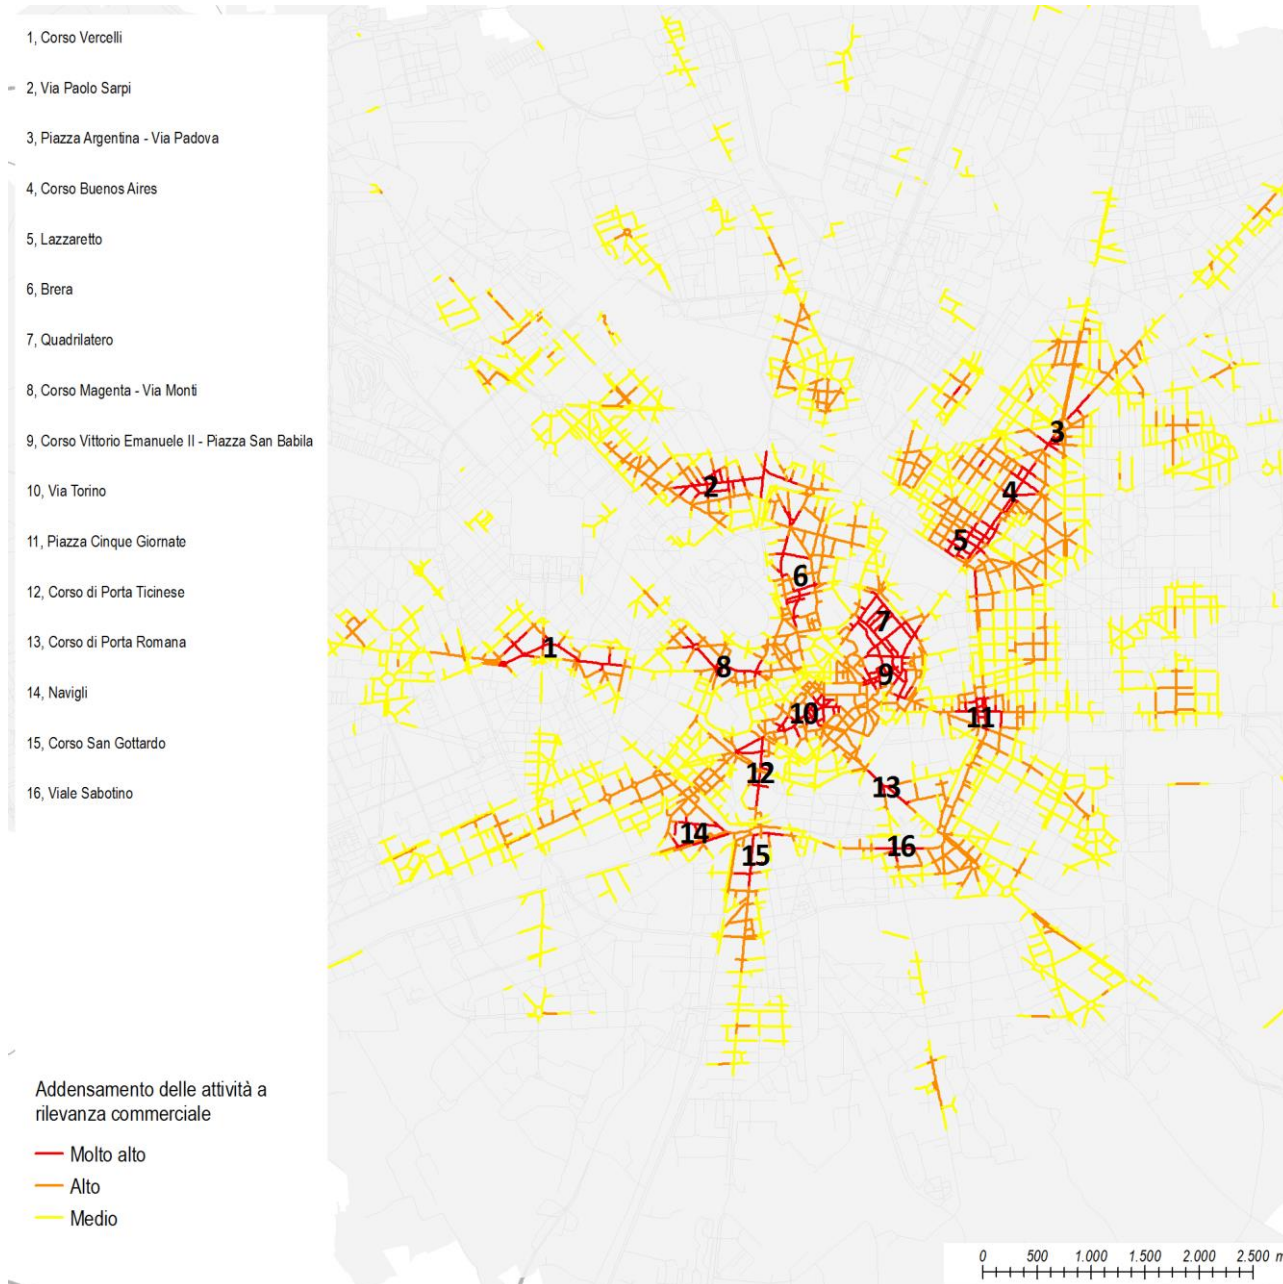 1, Corso Vercelli
2, Via Paolo Sarpi
3, Piazza Argentina - Via Padova
4, Corso Buenos Aires
5, Lazzaretto
6, Brera
7, Quadrilatero
8, Corso Magenta - Via Monti
9, Corso Vittorio Emanuele II - Piazza San Babila
10, Via Torino
11, Piazza Cinque Giornate
12, Corso di Porta Ticinese
13, Corso di Porta Romana
14, Navigli
15, Corso San Gottardo
16, Viale Sabotino
3
2
4
5
6
7
1
8
9
10
11
12
13
14
15
16
Addensamento delle attività a
rilevanza commerciale
Molto alto
Alto
Medio
0 500 1.000 1.500 2.000 2.500 m